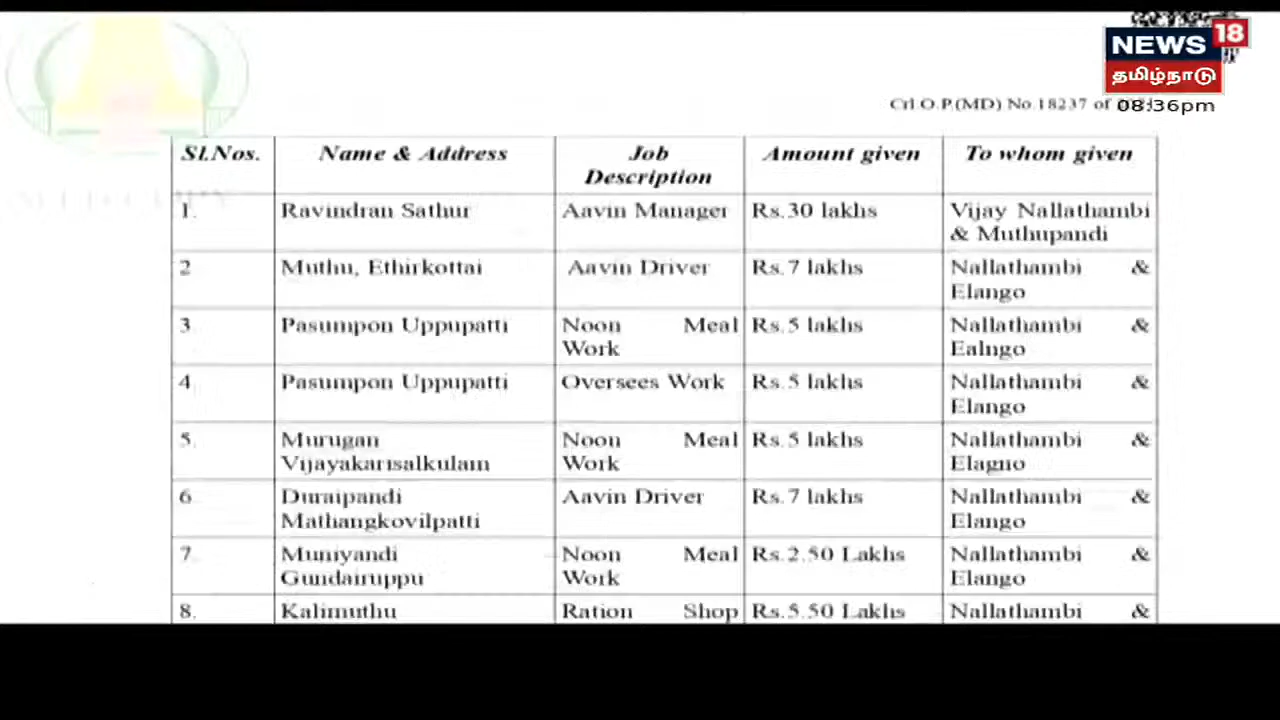 NEWS 18
தமிழ்நாடு
08:36pm
Crl O.P.(MD) No.18237 of
Sl.Nos. Name & Address Job Description Amount given To whom given
1. Ravindran Sathur Aavin Manager Rs.30 lakhs Vijay Nallathambi & Muthupandi
2 Muthu, Ethirkottai Aavin Driver Rs.7 lakhs Nallathambi & Elango
3. Pasumpon Uppupatti Noon Meal Work Rs.5 lakhs Nallathambi & Ealngo
4. Pasumpon Uppupatti Oversees Work Rs.5 lakhs Nallathambi & Elango
5. Murugan Vijayakarisalkulam Noon Meal Work Rs.5 lakhs Nallathambi & Elagno
6 Duraipandi Mathangkovilpatti Aavin Driver Rs.7 lakhs Nallathambi & Elango
7. Muniyandi Gundairuppu Noon Meal Work Rs.2.50 Lakhs Nallathambi & Elango
8. Kalimuthu Ration Shop Rs.5.50 Lakhs Nallathambi &